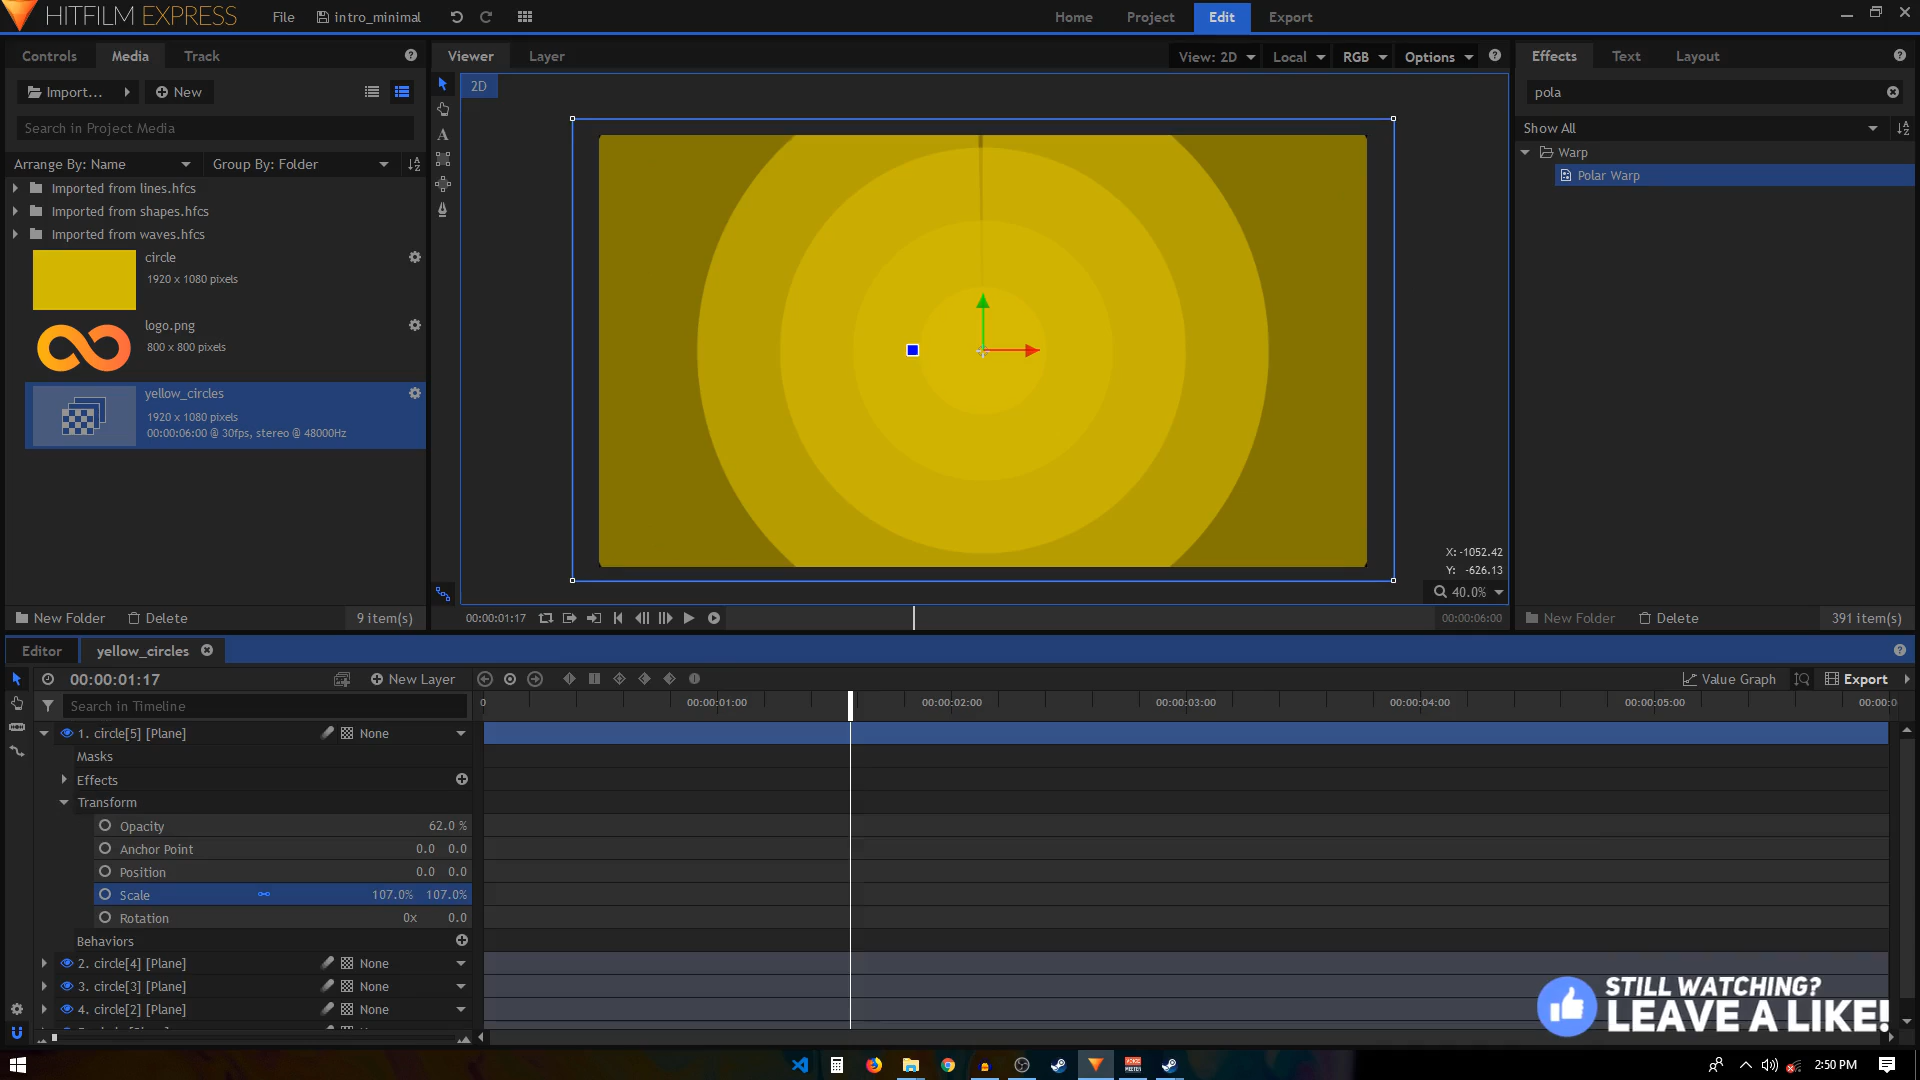 HITFILM EXPRESS
File
intro_minimal
Home
Project
Edit
Export
Controls
Media
Track
Viewer
Layer
View: 2D
Local
RGB
Options
Effects
Text
Layout
Import...
New
2D
pola
Search in Project Media
Show All
Arrange By: Name
Group By: Folder
Warp
Polar Warp
Imported from lines.hfcs
Imported from shapes.hfcs
Imported from waves.hfcs
circle
1920 x 1080 pixels
logo.png
800 x 800 pixels
yellow_circles
1920 x 1080 pixels
00:00:06:00 @ 30fps, stereo @ 48000Hz
X: -1052.42
Y: -626.13
40.0%
New Folder
Delete
9 item(s)
00:00:01:17
00:00:06:00
New Folder
Delete
391 item(s)
Editor
yellow_circles
00:00:01:17
New Layer
Value Graph
Export
Search in Timeline
0
00:00:01:00
00:00:02:00
00:00:03:00
00:00:04:00
00:00:05:00
00:00:0
1. circle[5] [Plane]
None
Masks
Effects
Transform
Opacity
62.0 %
Anchor Point
0.0 0.0
Position
0.0 0.0
Scale
107.0% 107.0%
Rotation
0x 0.0
Behaviors
2. circle[4] [Plane]
None
3. circle[3] [Plane]
None
4. circle[2] [Plane]
None
STILL WATCHING?
LEAVE A LIKE!
2:50 PM